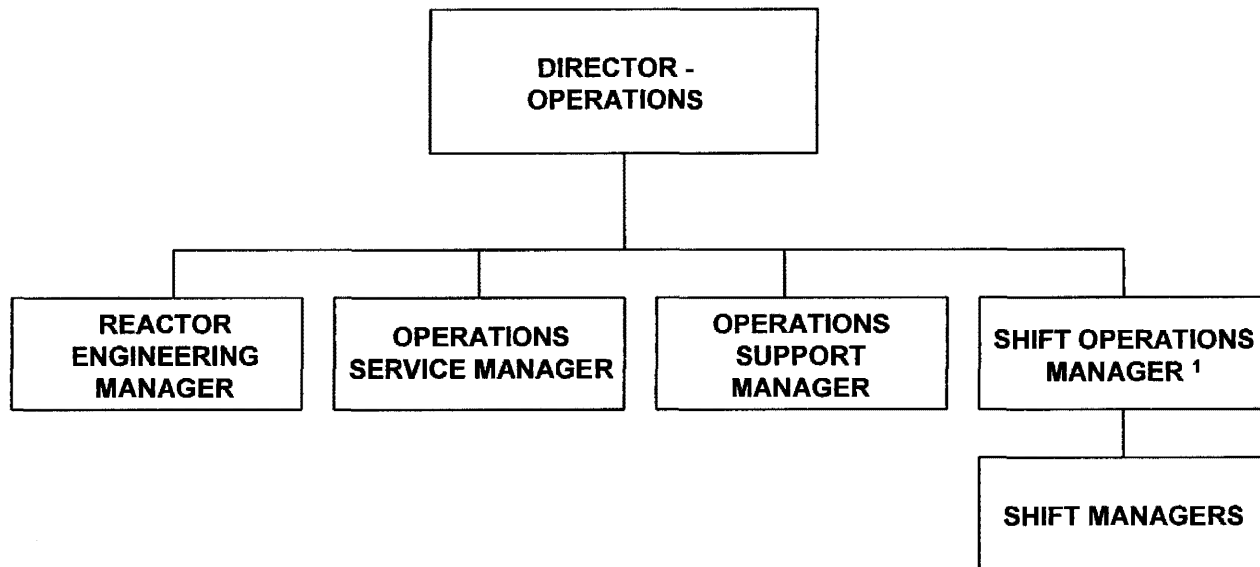 DIRECTOR -
OPERATIONS
REACTOR
ENGINEERING
MANAGER
OPERATIONS
SERVICE MANAGER
OPERATIONS
SUPPORT
MANAGER
SHIFT OPERATIONS
MANAGER ¹
SHIFT MANAGERS